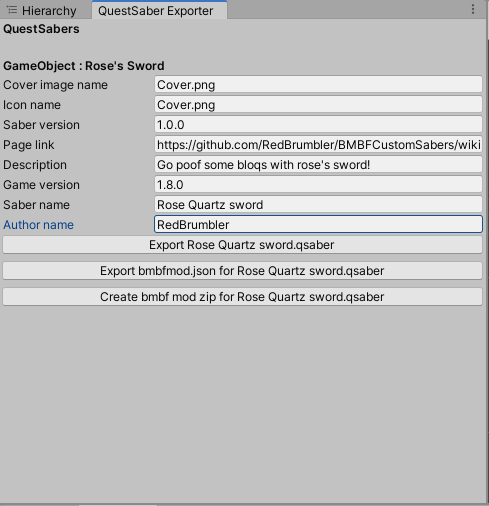 Hierarchy QuestSaber Exporter
QuestSabers
GameObject : Rose's Sword
Cover image name Cover.png
Icon name Cover.png
Saber version 1.0.0
Page link https://github.com/RedBrumbler/BMBFCustomSabers/wiki
Description Go poof some bloqs with rose's sword!
Game version 1.8.0
Saber name Rose Quartz sword
Author name RedBrumbler
Export Rose Quartz sword.qsaber
Export bmbfmod.json for Rose Quartz sword.qsaber
Create bmbf mod zip for Rose Quartz sword.qsaber